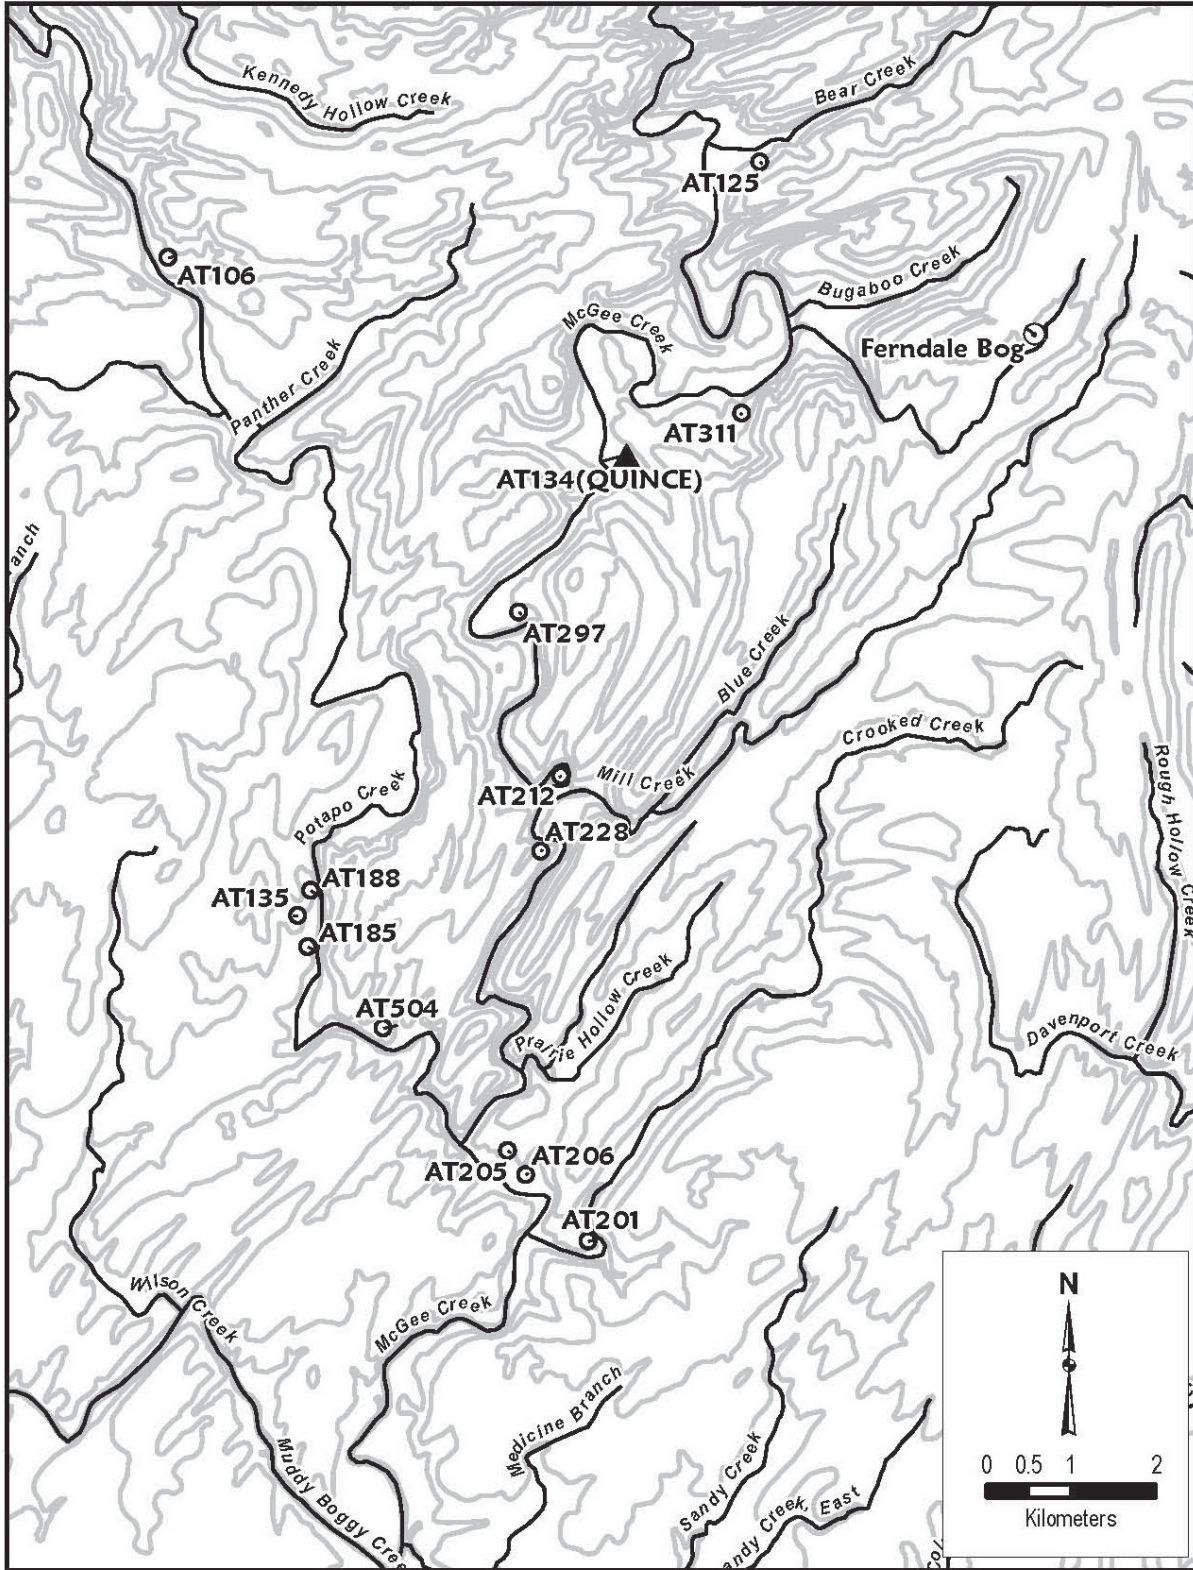 Kennedy Hollow Creek
Bear Creek
AT125
AT106
Bugaboo Creek
McGee Creek
Ferndale Bog
Panther Creek
AT311
AT134(QUINCE)
anch
AT297
Blue Creek
Crooked Creek
Mill Creek
AT212
Rough Hollow Creek
Potapo Creek
AT228
AT188
AT135
AT185
AT504
Prairie Hollow Creek
Davenport Creek
AT206
AT205
AT201
Wilson Creek
McGee Creek
N
Medicine Branch
Muddy Boggy Cree
Sandy Creek
andy Creek, East
0 0.5 1 2
Kilometers